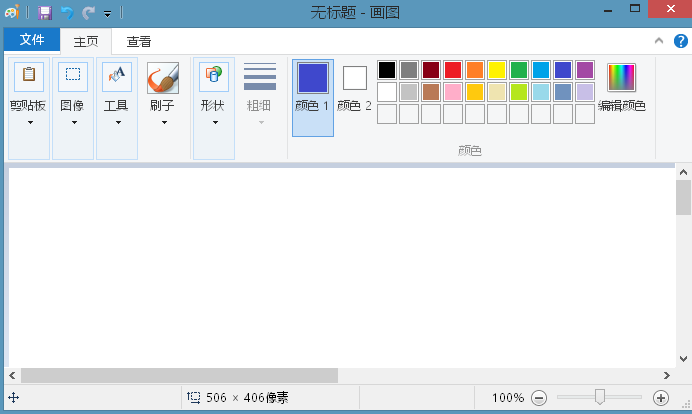 无标题 - 画图
文件 主页 查看
剪贴板 图像 工具 刷子 形状 粗细 颜色 1 颜色 2 编辑颜色
颜色
506 × 406像素 100%